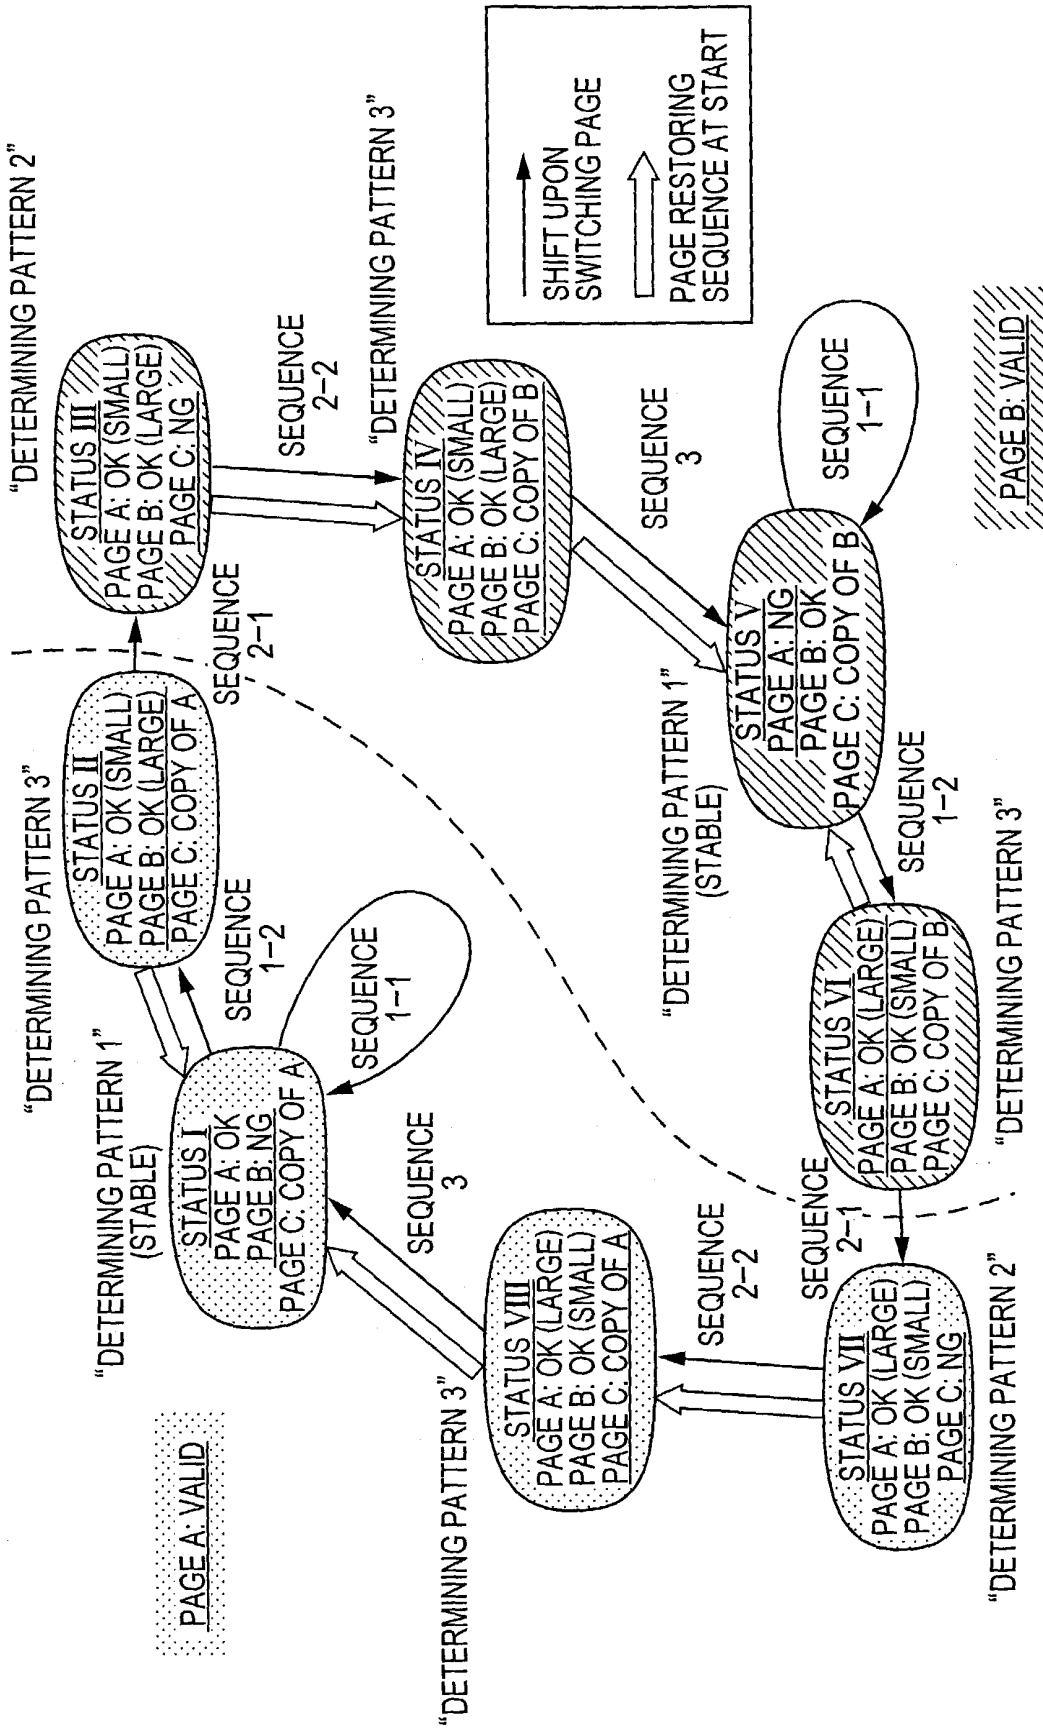 PAGE A: VALID
"DETERMINING PATTERN 1"
(STABLE)
STATUS I
PAGE A: OK
PAGE B: NG
PAGE C: COPY OF A
SEQUENCE
1-1
SEQUENCE
1-2
"DETERMINING PATTERN 3"
STATUS II
PAGE A: OK (SMALL)
PAGE B: OK (LARGE)
PAGE C: COPY OF A
SEQUENCE
2-1
"DETERMINING PATTERN 2"
STATUS III
PAGE A: OK (SMALL)
PAGE B: OK (LARGE)
PAGE C: NG
SEQUENCE
2-2
"DETERMINING PATTERN 3"
STATUS IV
PAGE A: OK (SMALL)
PAGE B: OK (LARGE)
PAGE C: COPY OF B
SEQUENCE
3
"DETERMINING PATTERN 1"
(STABLE)
STATUS V
PAGE A: NG
PAGE B: OK
PAGE C: COPY OF B
SEQUENCE
1-1
SEQUENCE
1-2
STATUS VI
PAGE A: OK (LARGE)
PAGE B: OK (SMALL)
PAGE C: COPY OF B
"DETERMINING PATTERN 3"
SEQUENCE
2-1
STATUS VII
PAGE A: OK (LARGE)
PAGE B: OK (SMALL)
PAGE C: NG
"DETERMINING PATTERN 2"
SEQUENCE
2-2
"DETERMINING PATTERN 3"
STATUS VIII
PAGE A: OK (LARGE)
PAGE B: OK (SMALL)
PAGE C: COPY OF A
SEQUENCE
3
SHIFT UPON
SWITCHING PAGE
PAGE RESTORING
SEQUENCE AT START
PAGE B: VALID